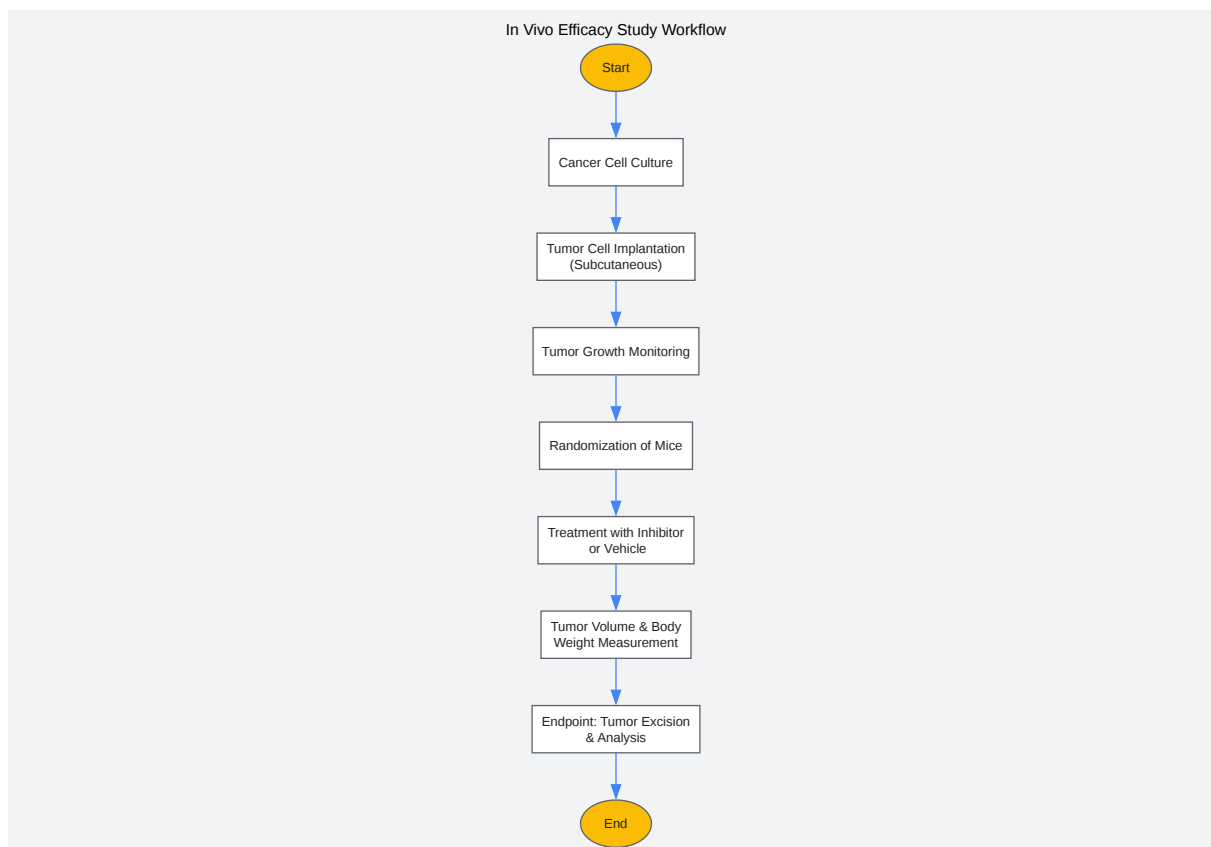 In Vivo Efficacy Study Workflow
Start
Cancer Cell Culture
Tumor Cell Implantation
(Subcutaneous)
Tumor Growth Monitoring
Randomization of Mice
Treatment with Inhibitor
or Vehicle
Tumor Volume & Body
Weight Measurement
Endpoint: Tumor Excision
& Analysis
End